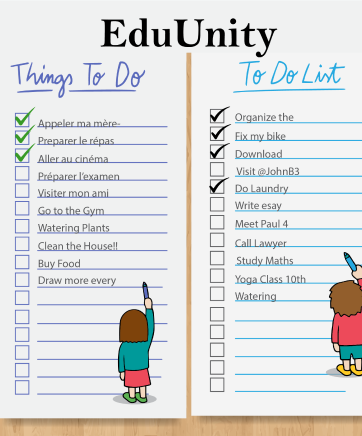 EduUnity
Things To Do
Appeler ma mère-
Preparer le répas
Aller au cinéma
Préparer l'examen
Visiter mon ami
Go to the Gym
Watering Plants
Clean the House!!
Buy Food
Draw more every
To Do List
Organize the
Fix my bike
Download
Visit @JohnB3
Do Laundry
Write esay
Meet Paul 4
Call Lawyer
Study Maths
Yoga Class 10th
Watering